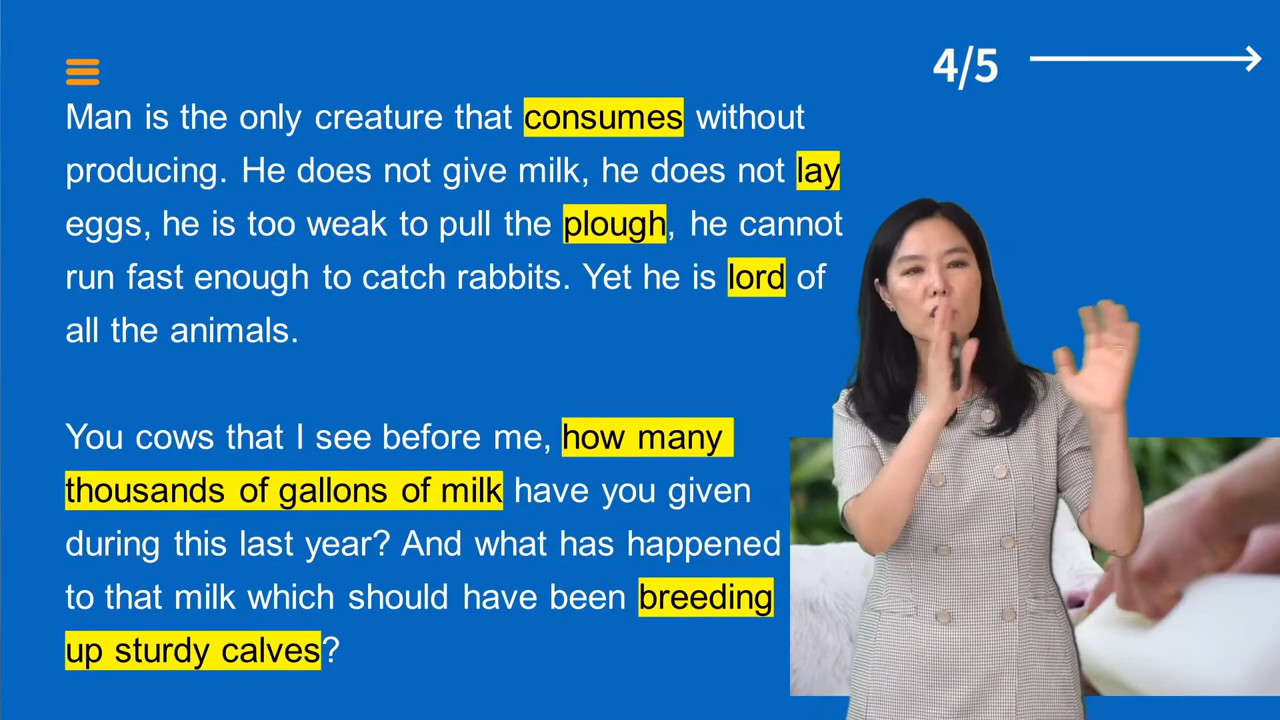 4/5
Man is the only creature that consumes without
producing. He does not give milk, he does not lay
eggs, he is too weak to pull the plough, he cannot
run fast enough to catch rabbits. Yet he is lord of
all the animals.
You cows that I see before me, how many
thousands of gallons of milk have you given
during this last year? And what has happened
to that milk which should have been breeding
up sturdy calves?